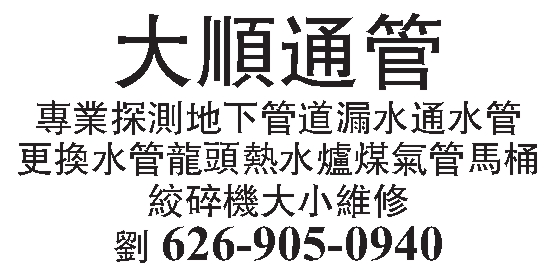 大順通管
專業探測地下管道漏水通水管
更換水管龍頭熱水爐煤氣管馬桶
絞碎機大小維修
劉 626-905-0940